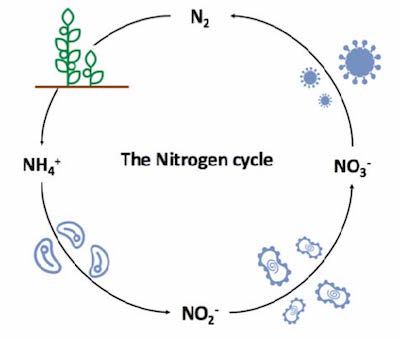 N₂
NH₄⁺
The Nitrogen cycle
NO₃⁻
NO₂⁻